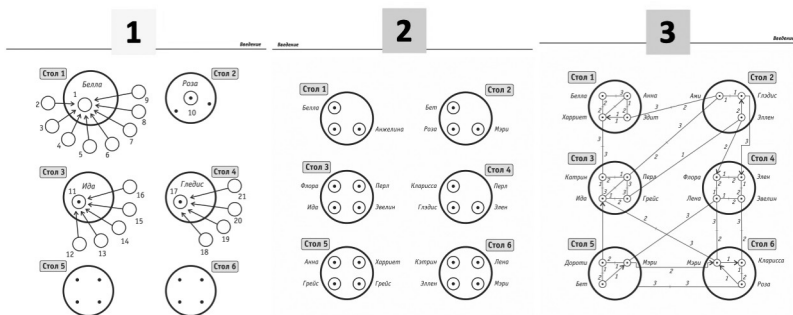 1
2
3
Введение
Введение
Введение
Стол 1
Белла
1
2
3
4
5
6
7
8
9
Стол 2
Роза
10
Стол 3
Ида
11
12
13
14
15
16
Стол 4
Гледис
17
18
19
20
21
Стол 5
Стол 6
Стол 1
Белла
Анжелина
Стол 2
Бет
Роза
Мэри
Стол 3
Флора
Перл
Ида
Эвелин
Стол 4
Кларисса
Перл
Глэдис
Элен
Стол 5
Анна
Харриет
Грейс
Грейс
Стол 6
Кэтрин
Лена
Эллен
Мэри
Стол 1
Белла
Анна
Харриет
Эдит
Стол 2
Ажи
Глэдис
Эллен
Стол 3
Кэтрин
Перл
Ида
Грейс
Стол 4
Флора
Элен
Лена
Эвелин
Стол 5
Дороти
Мэри
Бет
Стол 6
Мэри
Кларисса
Роза